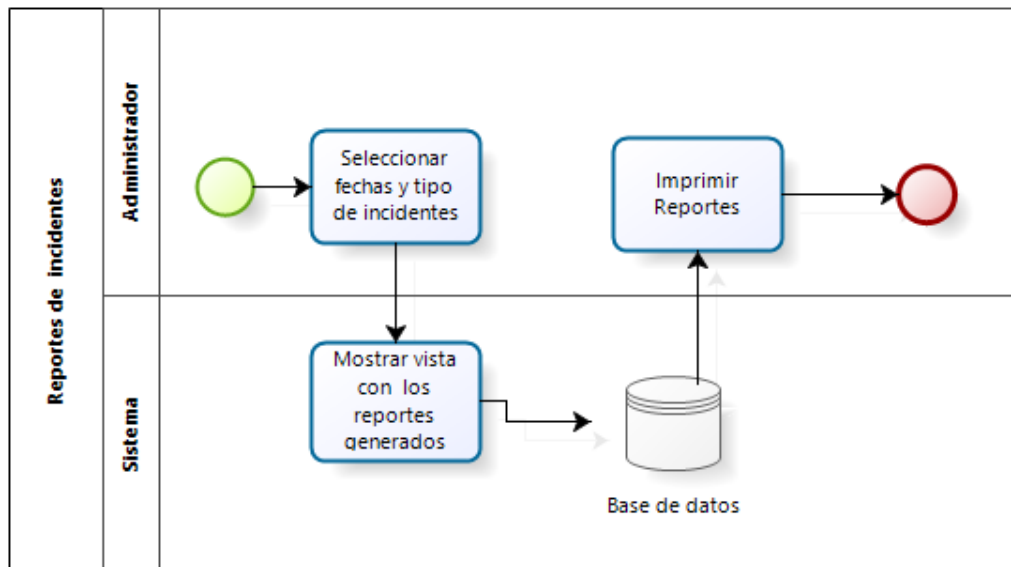 Reportes de incidentes
Administrador
Seleccionar
fechas y tipo
de incidentes
Imprimir
Reportes
Sistema
Mostrar vista
con los
reportes
generados
Base de datos